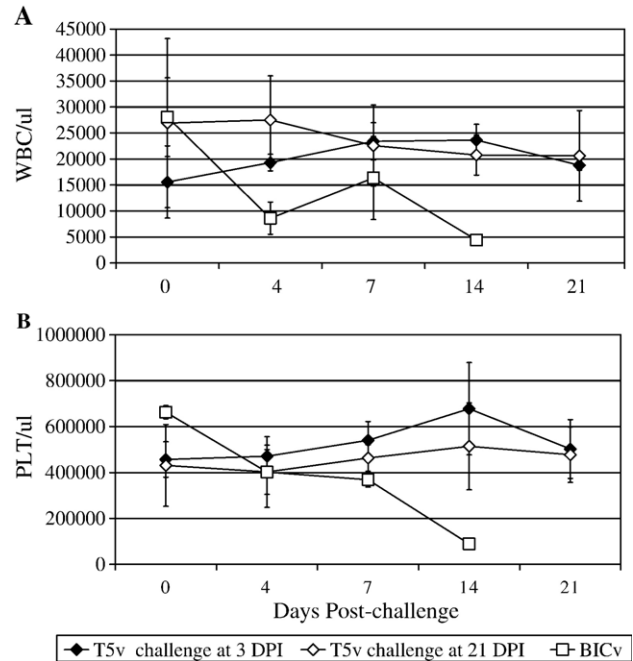 A
45000
40000
35000
30000
25000
20000
15000
10000
5000
0
WBC/ul
0 4 7 14 21
B
1000000
800000
600000
400000
200000
0
PLT/ul
0 4 7 14 21
Days Post-challenge
T5v challenge at 3 DPI T5v challenge at 21 DPI BICv